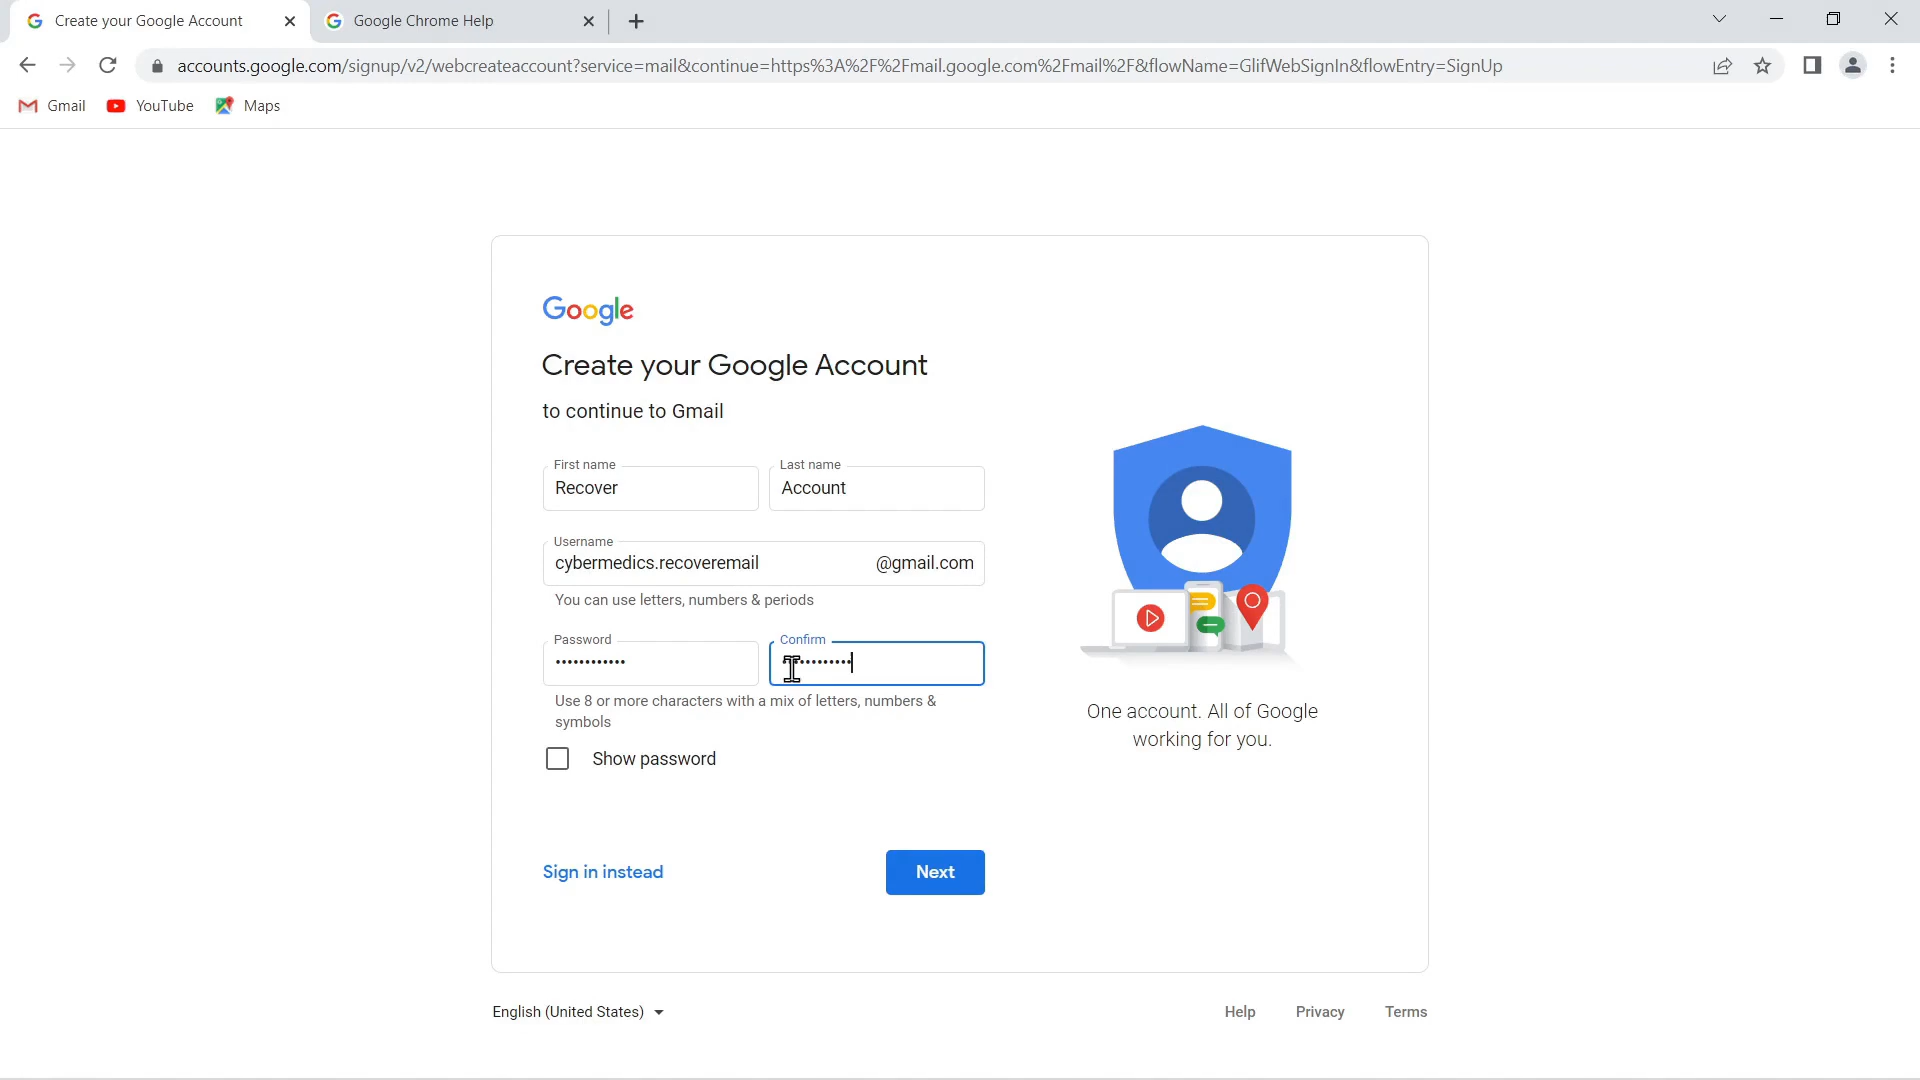 Create your Google Account
Google Chrome Help
accounts.google.com/signup/v2/webcreateaccount?service=mail&continue=https%3A%2F%2Fmail.google.com%2Fmail%2F&flowName=GlifWebSignIn&flowEntry=SignUp
Gmail YouTube Maps
Google
Create your Google Account
to continue to Gmail
First name Last name
Recover Account
Username
cybermedics.recoveremail @gmail.com
You can use letters, numbers & periods
Password Confirm
•••••••••••• 
Use 8 or more characters with a mix of letters, numbers &
symbols
Show password
One account. All of Google
working for you.
Sign in instead Next
English (United States) Help Privacy Terms